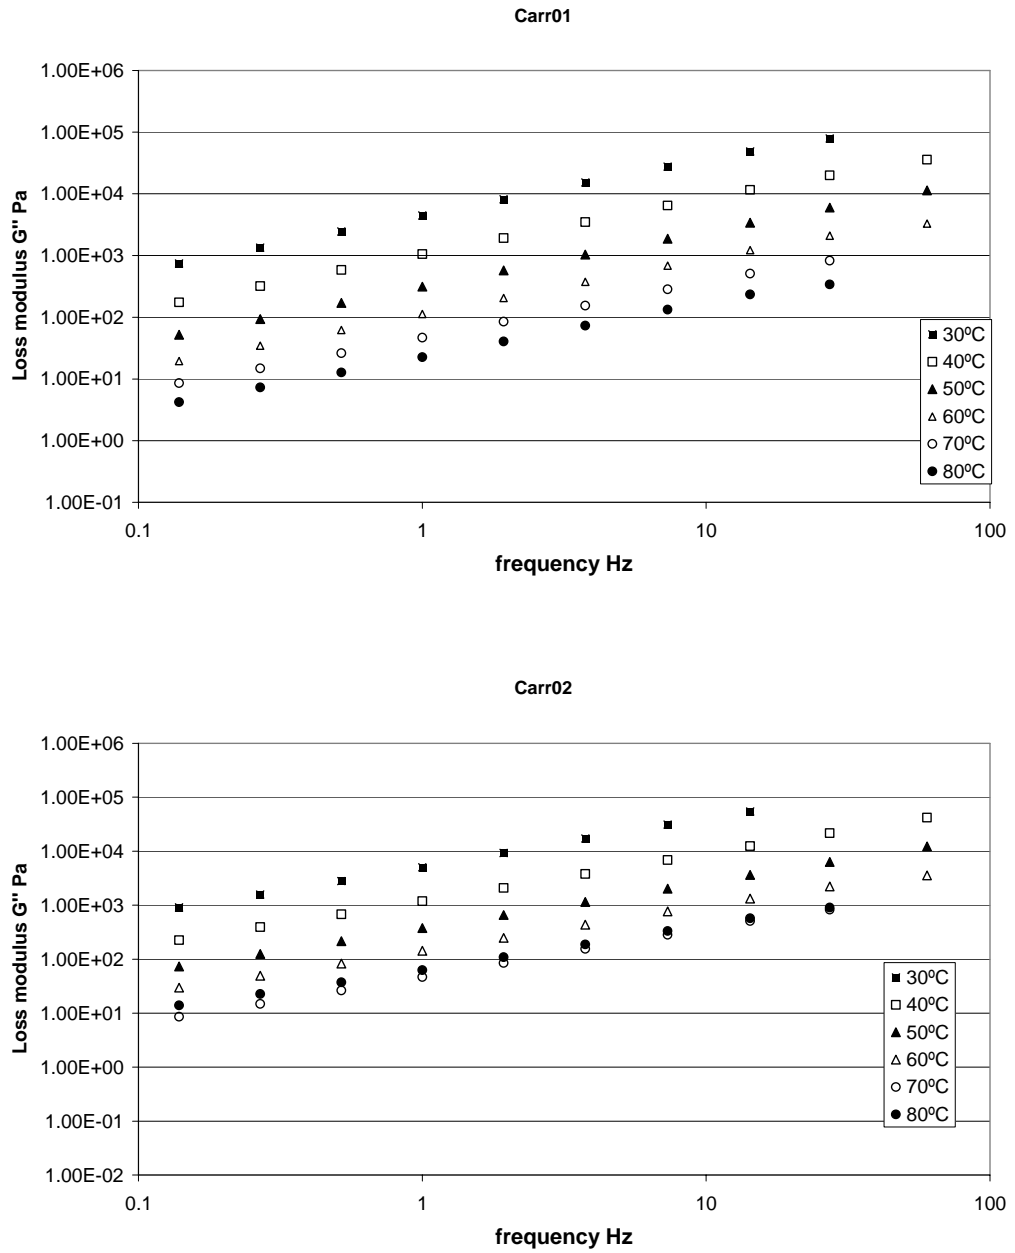 Carr01
1.00E+06
1.00E+05
1.00E+04
1.00E+03
1.00E+02
1.00E+01
1.00E+00
1.00E-01
Loss modulus G" Pa
0.1
1
10
100
frequency Hz
30ºC
40ºC
50ºC
60ºC
70ºC
80ºC
Carr02
1.00E+06
1.00E+05
1.00E+04
1.00E+03
1.00E+02
1.00E+01
1.00E+00
1.00E-01
1.00E-02
Loss modulus G" Pa
0.1
1
10
100
frequency Hz
30ºC
40ºC
50ºC
60ºC
70ºC
80ºC